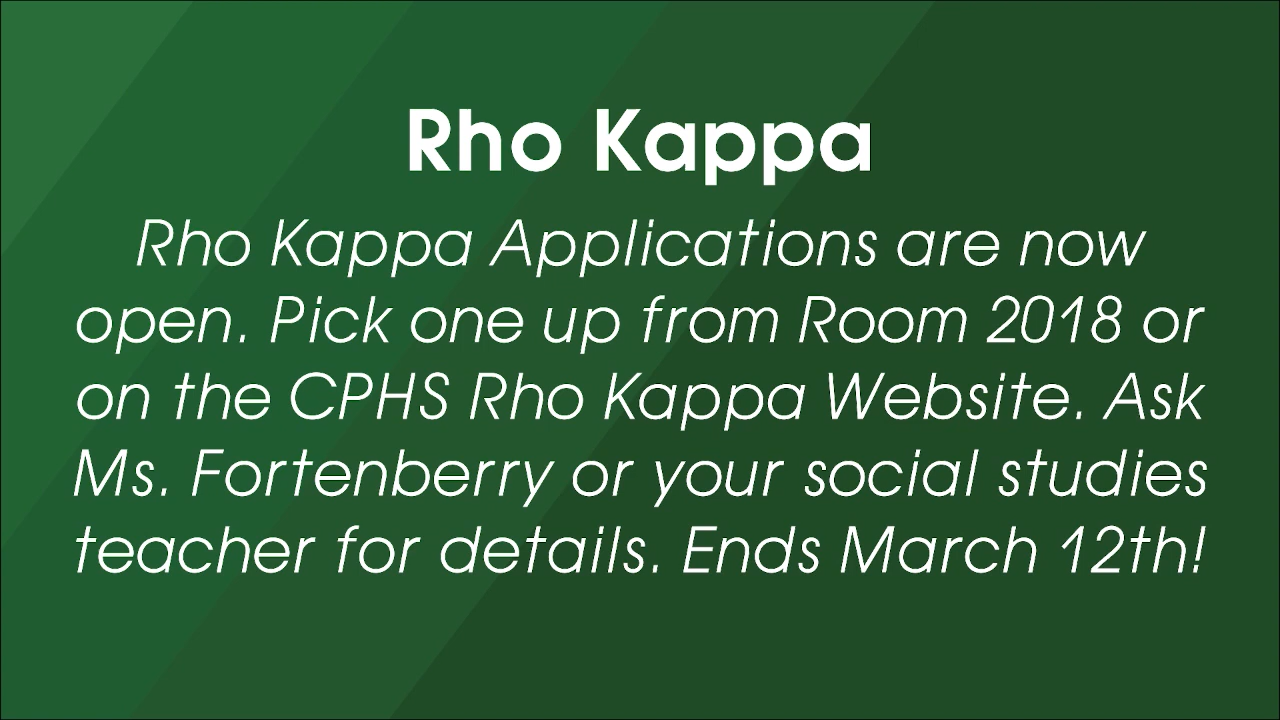 Rho Kappa
Rho Kappa Applications are now
open. Pick one up from Room 2018 or
on the CPHS Rho Kappa Website. Ask
Ms. Fortenberry or your social studies
teacher for details. Ends March 12th!